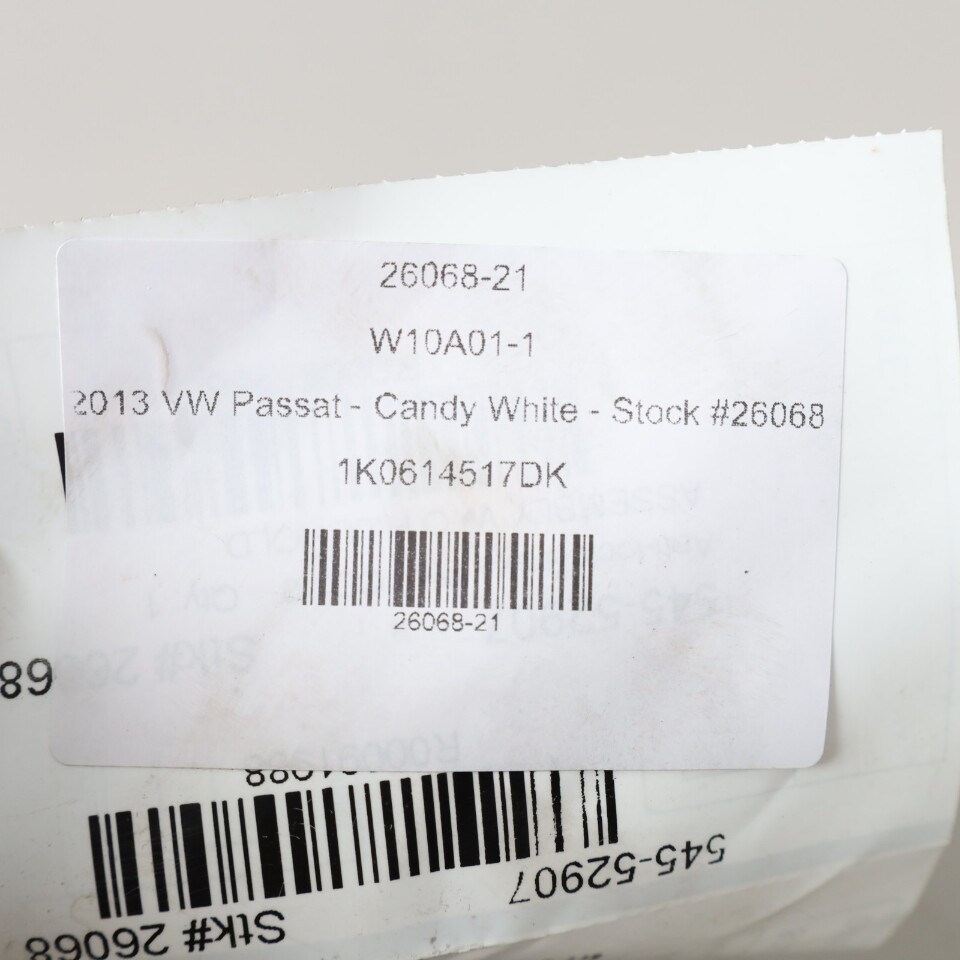 26068-21
W10A01-1
2013 VW Passat - Candy White - Stock #26068
1K0614517DK
26068-21
545-52907
Stk# 26068